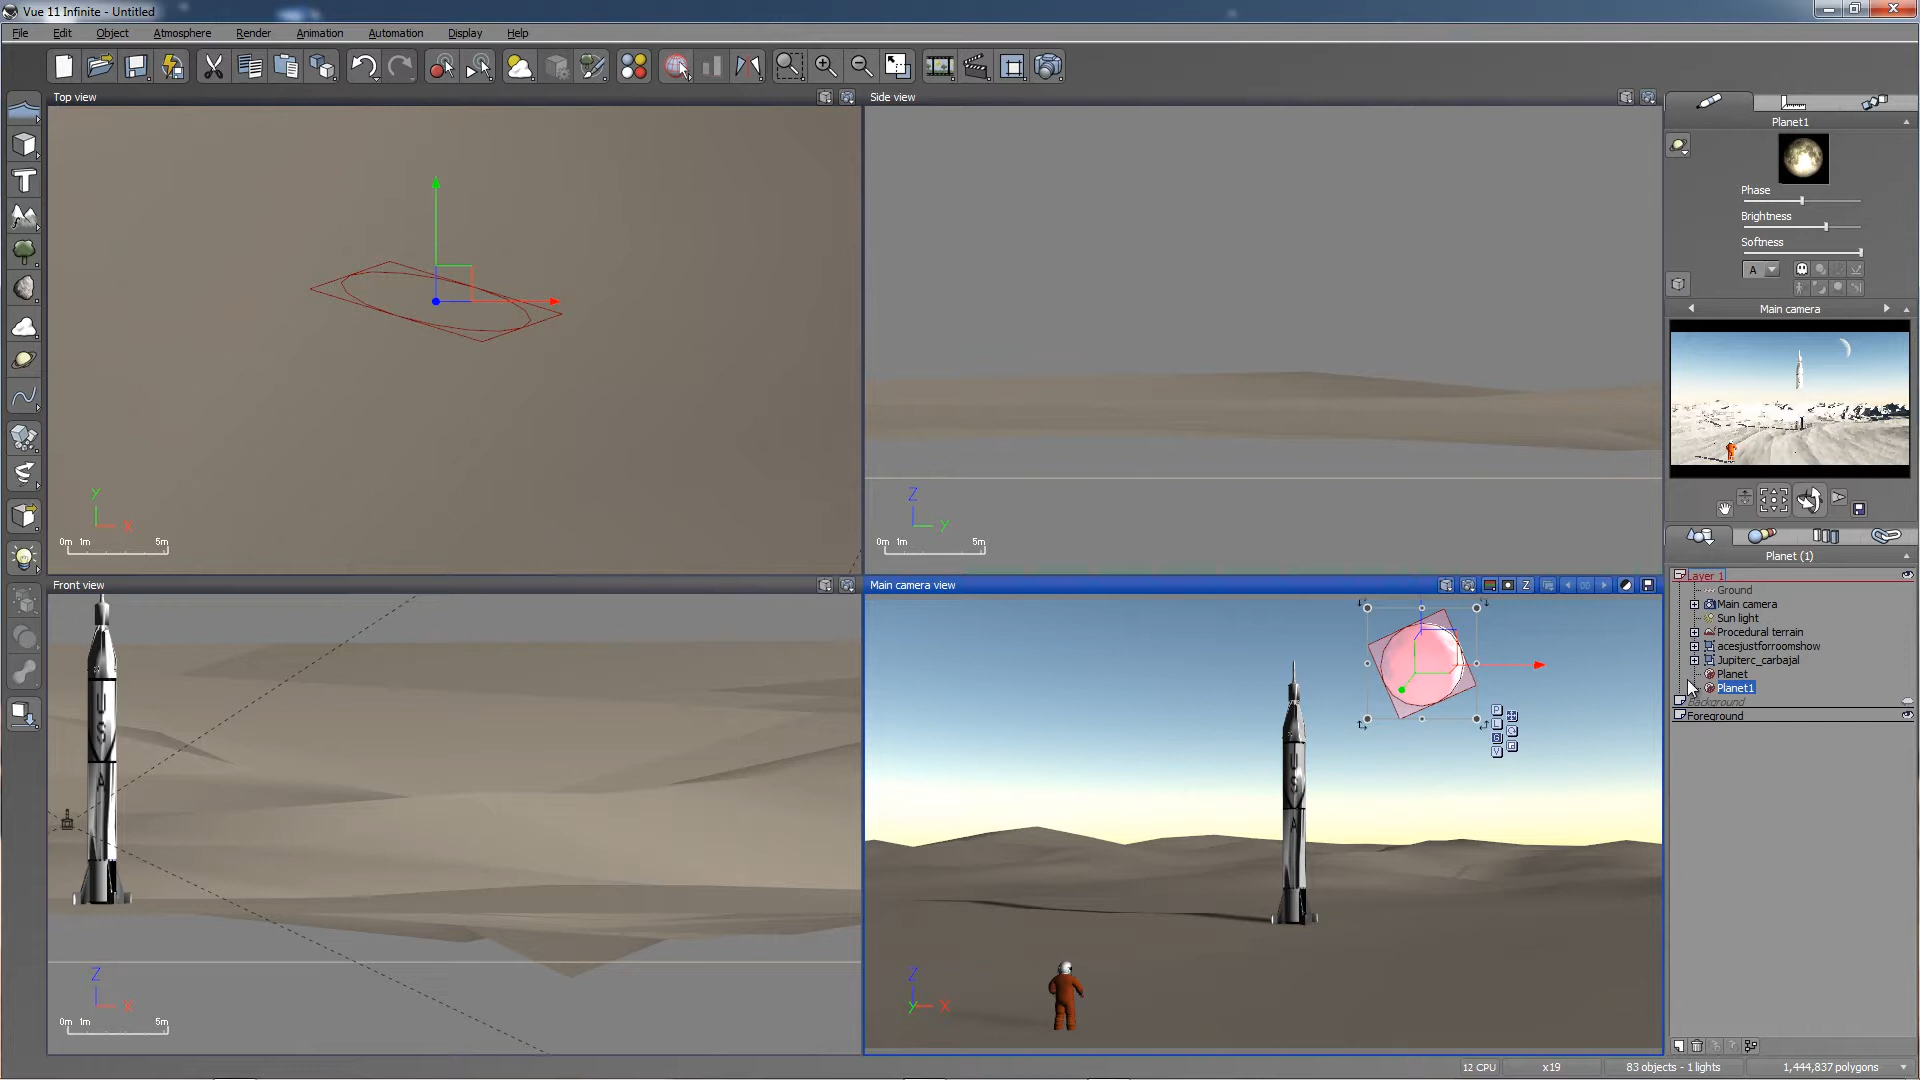 Vue 11 Infinite - Untitled
File Edit Object Atmosphere Render Animation Automation Display Help
Top view
Side view
Planet1
Phase
Brightness
Softness
A
Main camera
Y
X
0m 1m 5m
Z
Y
0m 1m 5m
Planet (1)
Layer 1
Ground
Main camera
Sun light
Procedural terrain
acesjustforroomshow
Jupiterc_carbajal
Planet
Planet1
Background
Foreground
Front view
Main camera view
Z
P
L
G
V
U
S
A
U
S
A
Z
X
0m 1m 5m
Z
Y X
12 CPU x19 83 objects - 1 lights 1,444,837 polygons